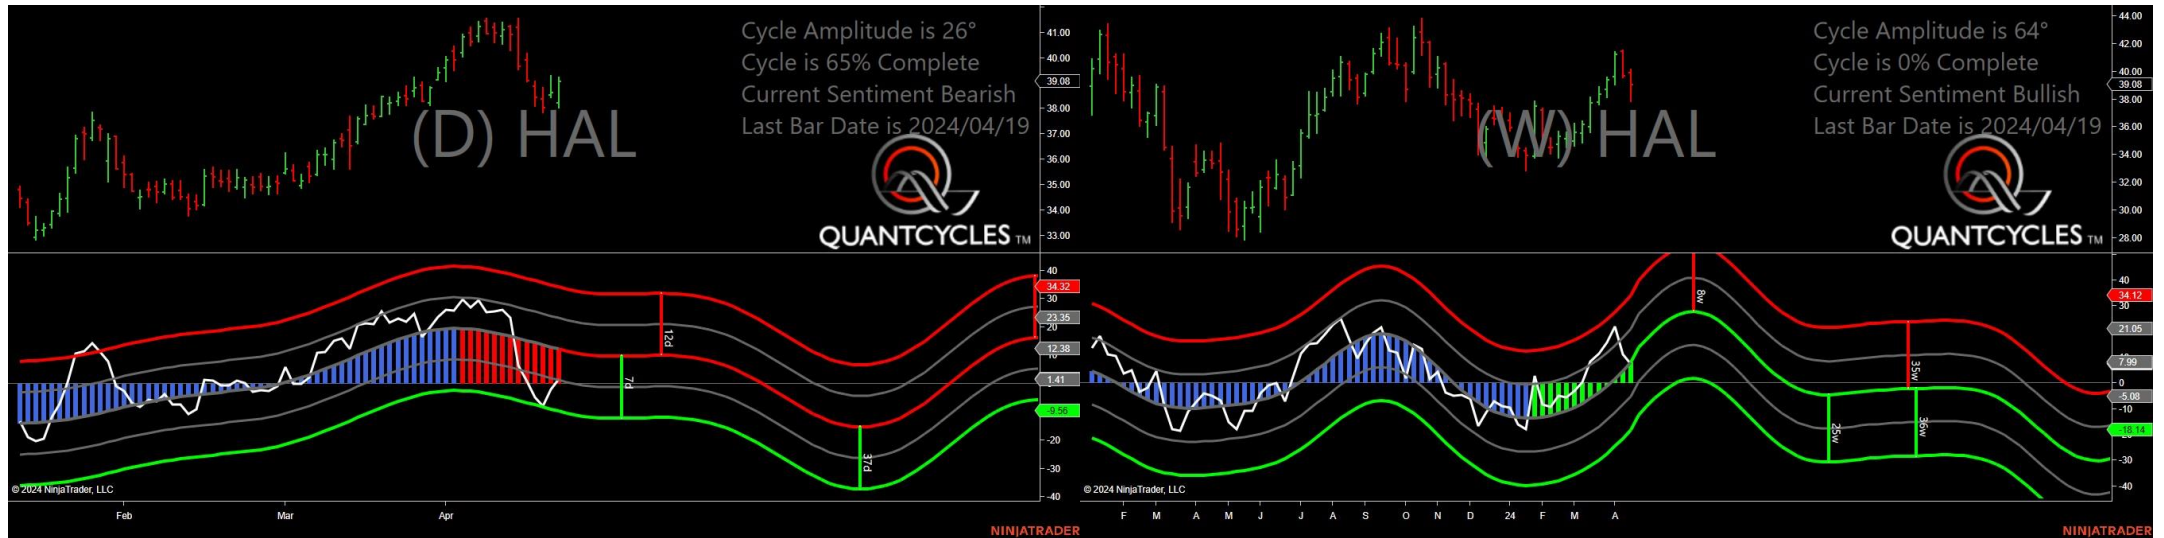 Cycle Amplitude is 26°
Cycle is 65% Complete
Current Sentiment Bearish
Last Bar Date is 2024/04/19
(D) HAL
QUANTCYCLES TM
41.00
40.00
39.08
38.00
37.00
36.00
35.00
34.00
33.00
40
34.32
30
23.35
20
12.38
1.41
-9.56
-20
-30
-40
12d
7d
37d
© 2024 NinjaTrader, LLC
Feb
Mar
Apr
NINJATRADER
Cycle Amplitude is 64°
Cycle is 0% Complete
Current Sentiment Bullish
Last Bar Date is 2024/04/19
(W) HAL
QUANTCYCLES TM
44.00
42.00
40.00
39.08
38.00
36.00
34.00
32.00
30.00
28.00
40
34.12
30
21.05
7.99
0
-5.08
-10
-18.14
-30
-40
8w
35w
25w
36w
© 2024 NinjaTrader, LLC
F
M
A
M
J
J
A
S
O
N
D
24
F
M
A
NINJATRADER